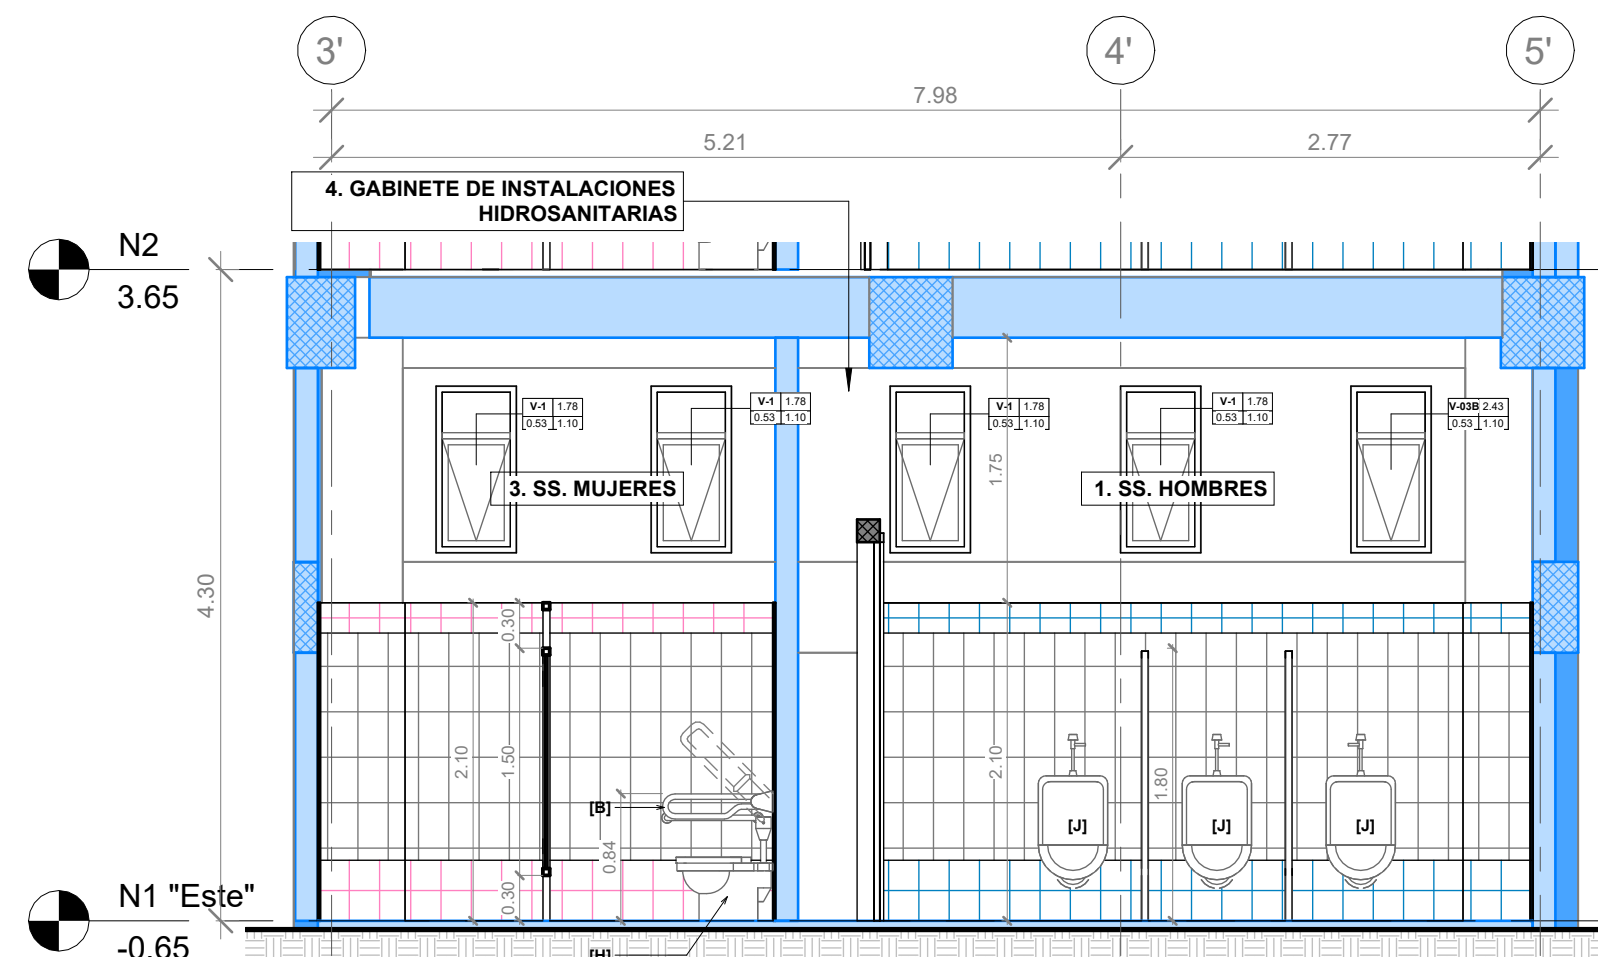 3'
4'
5'
7.98
5.21
2.77
4. GABINETE DE INSTALACIONES
HIDROSANITARIAS
N2
3.65
V-1 1.78
0.53 1.10
V-1 1.78
0.53 1.10
V-1 1.78
0.53 1.10
V-1 1.78
0.53 1.10
V-03B 2.43
0.53 1.10
1.75
3. SS. MUJERES
1. SS. HOMBRES
4.30
0.30
2.10
1.50
2.10
1.80
[B]
[J]
[J]
[J]
0.84
0.30
N1 "Este"
-0.65
[H]